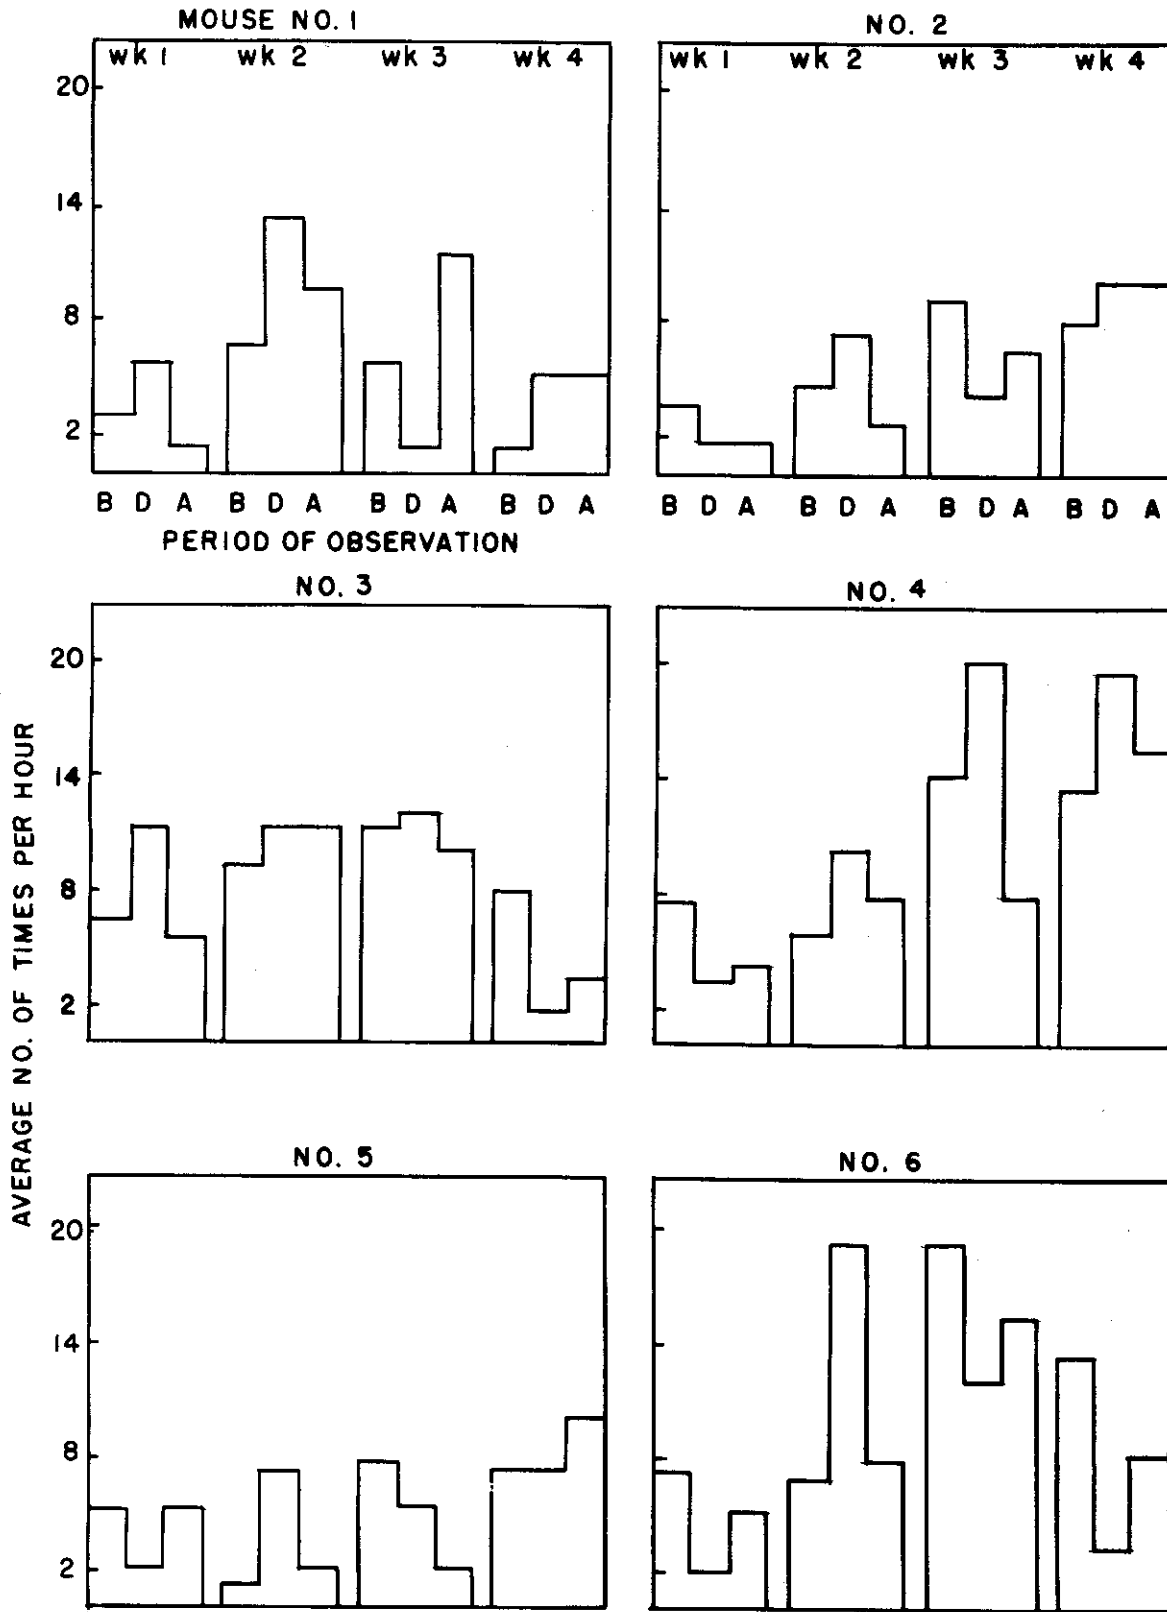 MOUSE NO. 1
NO. 2
wk 1 wk 2 wk 3 wk 4
wk 1 wk 2 wk 3 wk 4
20
14
8
2
B D A B D A B D A B D A
B D A B D A B D A B D A
PERIOD OF OBSERVATION
NO. 3
NO. 4
20
14
8
2
AVERAGE NO. OF TIMES PER HOUR
NO. 5
NO. 6
20
14
8
2